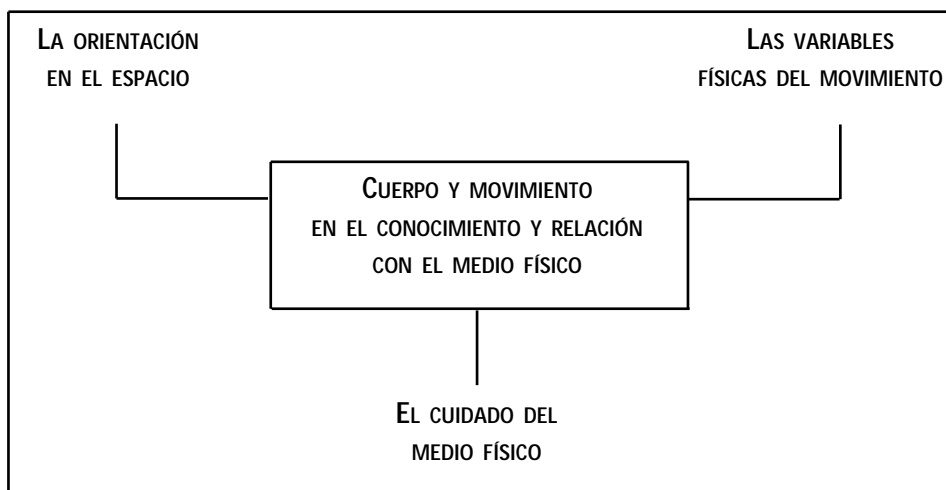 LA ORIENTACIÓN
EN EL ESPACIO
LAS VARIABLES
FÍSICAS DEL MOVIMIENTO
CUERPO Y MOVIMIENTO
EN EL CONOCIMIENTO Y RELACIÓN
CON EL MEDIO FÍSICO
EL CUIDADO DEL
MEDIO FÍSICO